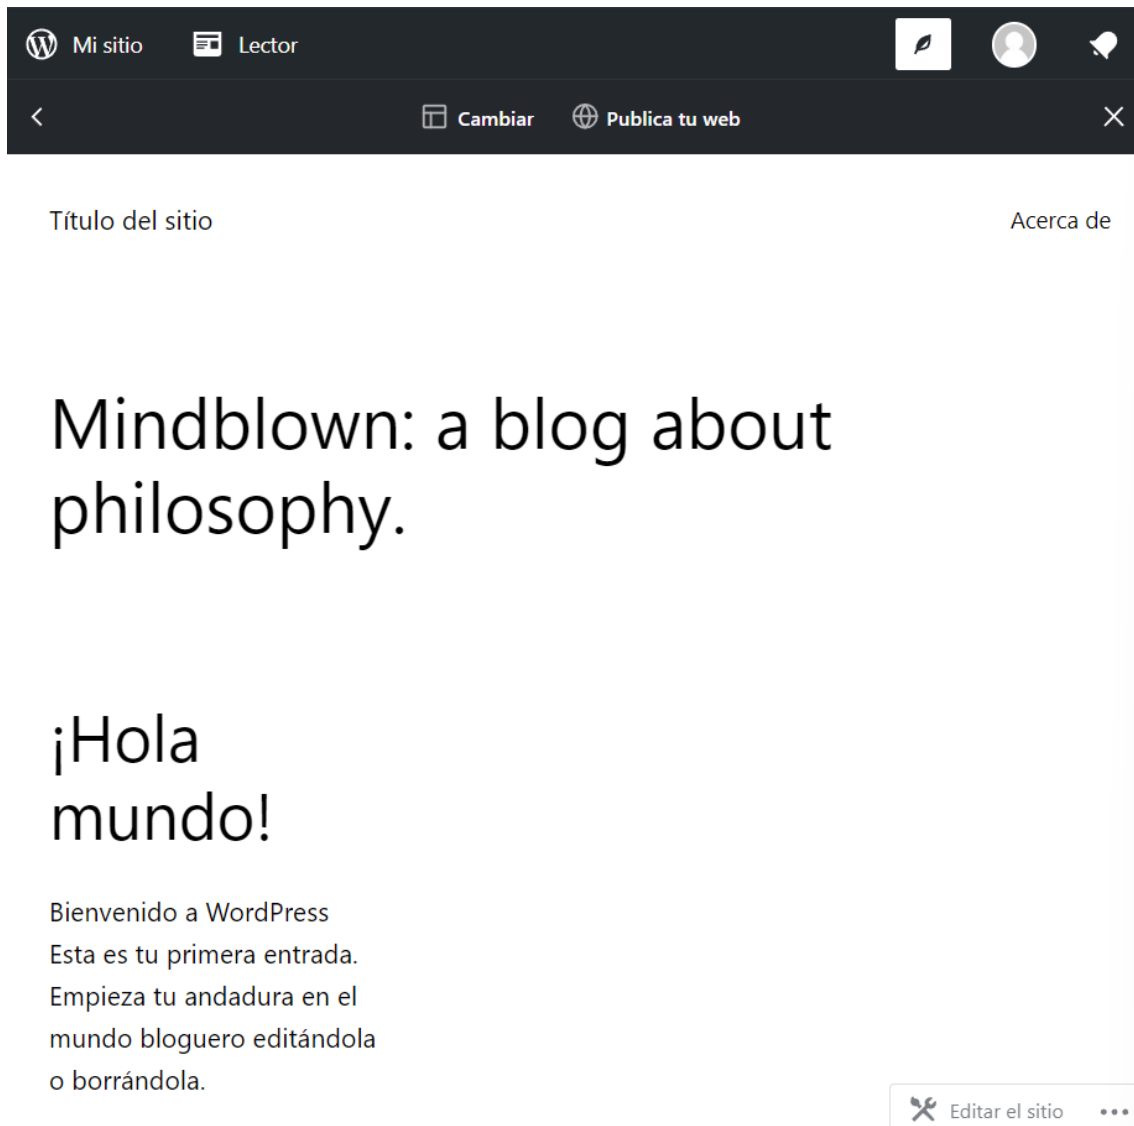 Mi sitio Lector
Cambiar Publica tu web
Título del sitio Acerca de
Mindblown: a blog about
philosophy.
¡Hola
mundo!
Bienvenido a WordPress
Esta es tu primera entrada.
Empieza tu andadura en el
mundo bloguero editándola
o borrándola.
Editar el sitio